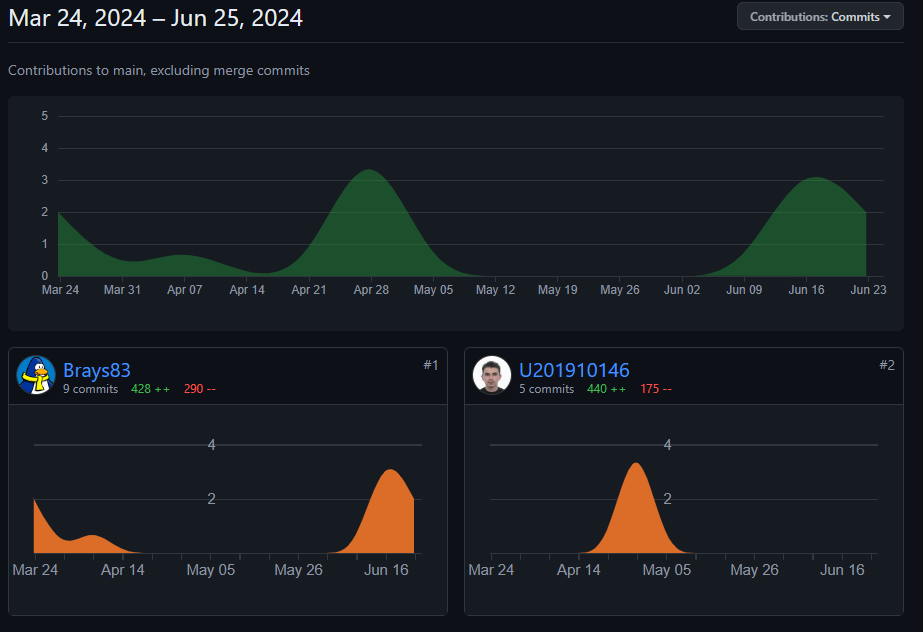 Mar 24, 2024 – Jun 25, 2024
Contributions: Commits
Contributions to main, excluding merge commits
5
4
3
2
1
0
Mar 24 Mar 31 Apr 07 Apr 14 Apr 21 Apr 28 May 05 May 12 May 19 May 26 Jun 02 Jun 09 Jun 16 Jun 23
Brays83 #1
9 commits 428 ++ 290 --
4
2
Mar 24 Apr 14 May 05 May 26 Jun 16
U201910146 #2
5 commits 440 ++ 175 --
4
2
Mar 24 Apr 14 May 05 May 26 Jun 16